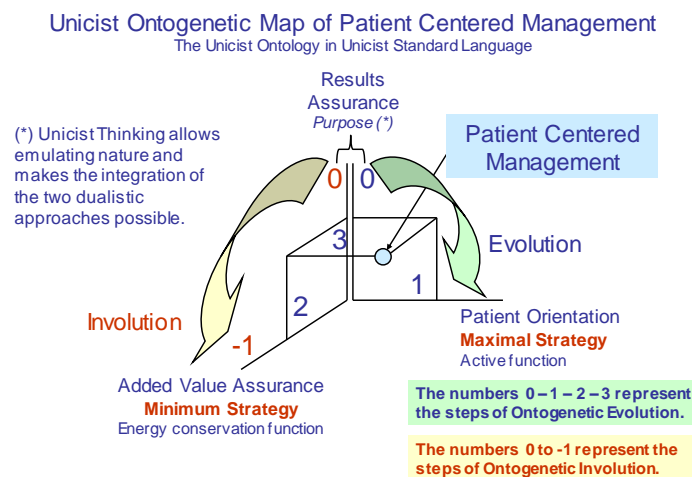 Unicist Ontogenetic Map of Patient Centered Management
The Unicist Ontology in Unicist Standard Language
Results
Assurance
Purpose (*)
(*) Unicist Thinking allows
emulating nature and
makes the integration of
the two dualistic
approaches possible.
Patient Centered
Management
0 0
3
Evolution
1
2
Involution
-1
Patient Orientation
Maximal Strategy
Active function
Added Value Assurance
Minimum Strategy
Energy conservation function
The numbers 0 – 1 – 2 – 3 represent
the steps of Ontogenetic Evolution.
The numbers 0 to -1 represent the
steps of Ontogenetic Involution.